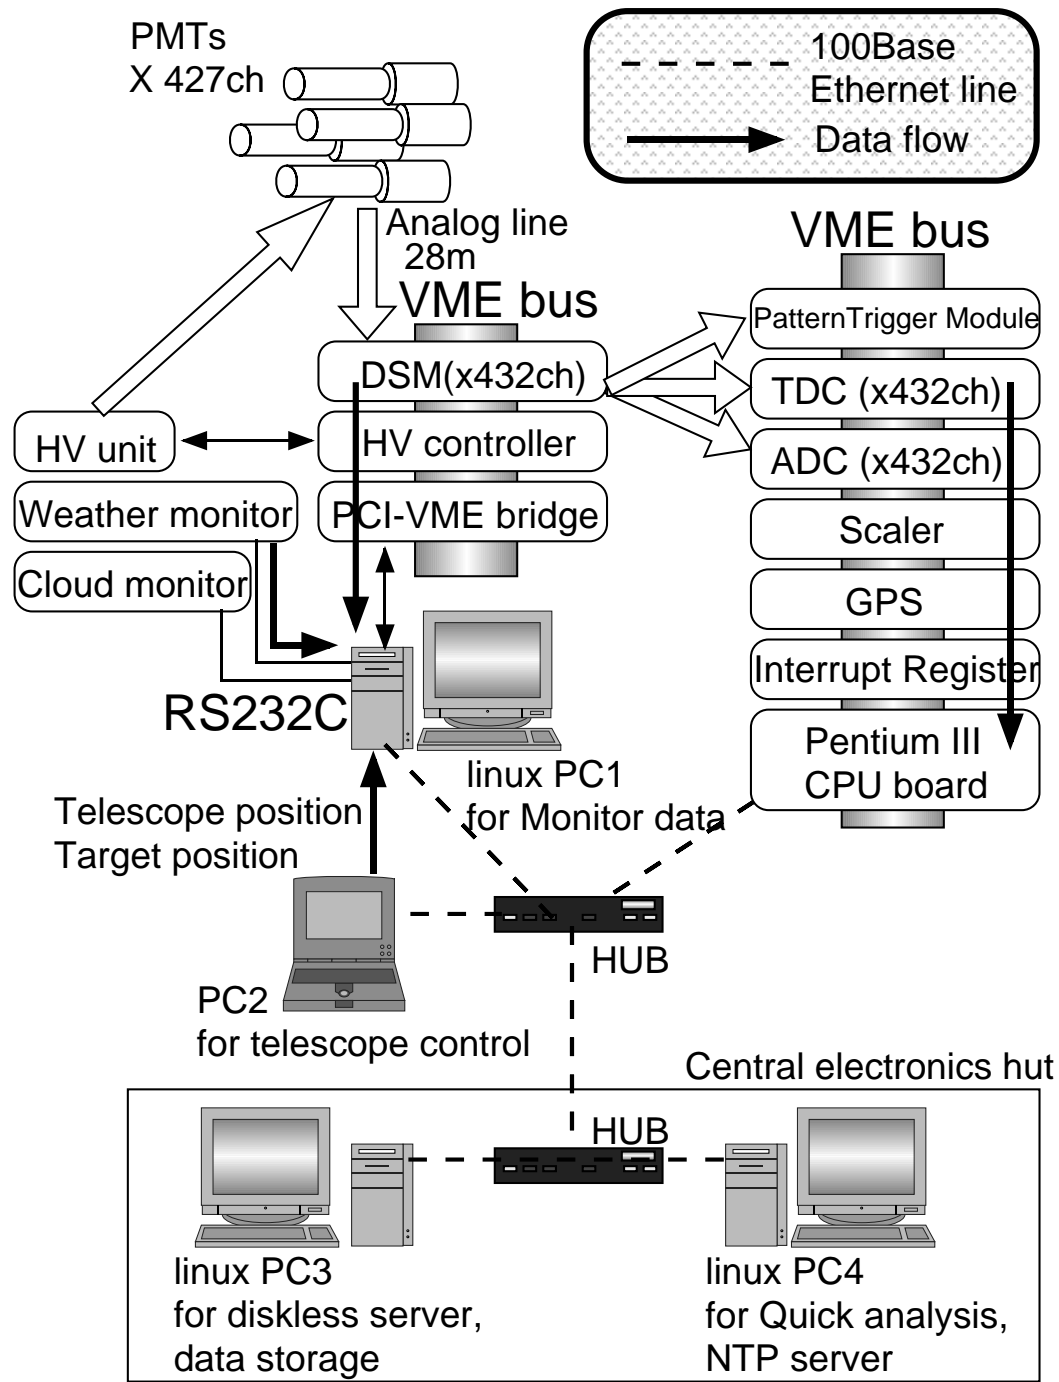 PMTs
X 427ch
100Base
Ethernet line
Data flow
Analog line
28m
VME bus
VME bus
PatternTrigger Module
DSM(x432ch)
TDC (x432ch)
HV unit
HV controller
ADC (x432ch)
Weather monitor
PCI-VME bridge
Scaler
Cloud monitor
GPS
Interrupt Register
RS232C
Pentium III
CPU board
linux PC1
for Monitor data
Telescope position
Target position
HUB
PC2
for telescope control
Central electronics hut
HUB
linux PC3
for diskless server,
data storage
linux PC4
for Quick analysis,
NTP server